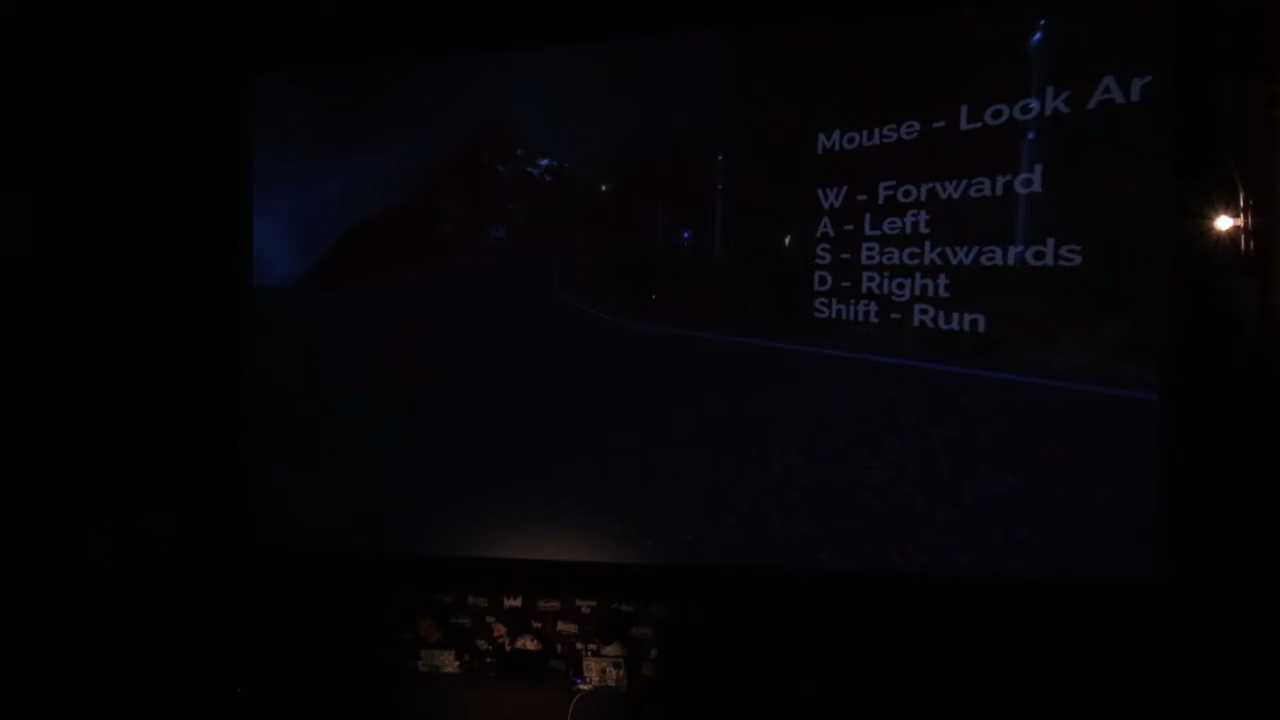 Mouse - Look Ar
W - Forward
A - Left
S - Backwards
D - Right
Shift - Run